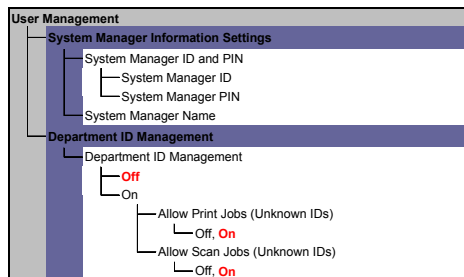 User Management
System Manager Information Settings
System Manager ID and PIN
System Manager ID
System Manager PIN
System Manager Name
Department ID Management
Department ID Management
Off
On
Allow Print Jobs (Unknown IDs)
Off, On
Allow Scan Jobs (Unknown IDs)
Off, On